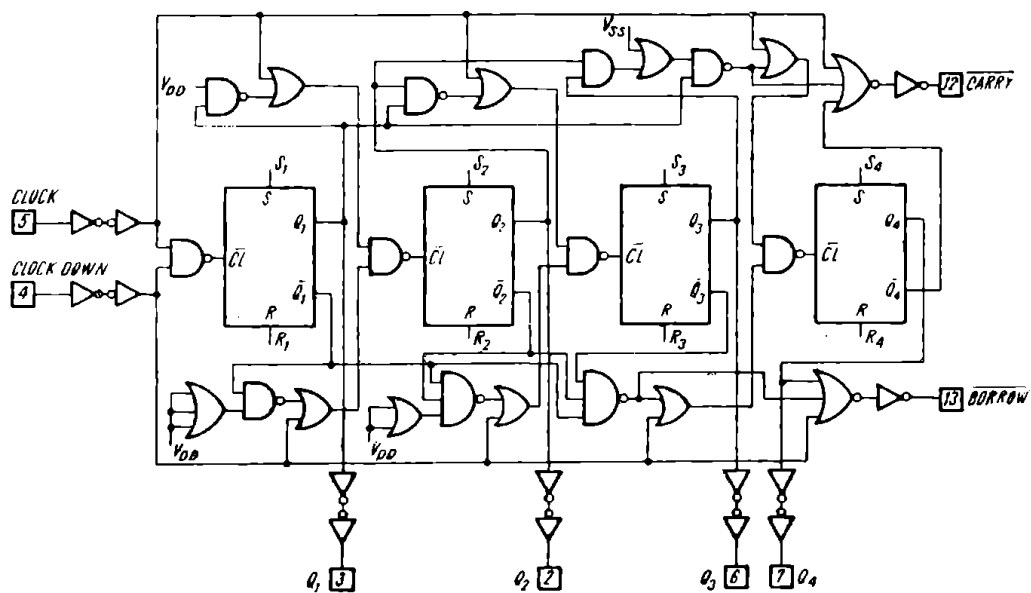 V_SS
V_DD
12 CARRY
S_1
S_2
S_3
S_4
S
S
S
S
CLOCK
5
Q_1
Q_2
Q_3
Q_4
C̅l̅
C̅l̅
C̅l̅
C̅l̅
CLOCK DOWN
4
Q̅_1
Q̅_2
Q̅_3
Q̅_4
R
R
R
R
R_1
R_2
R_3
R_4
13 BORROW
V_DD
V_DD
Q_1 3
Q_2 2
Q_3 6
7 Q_4